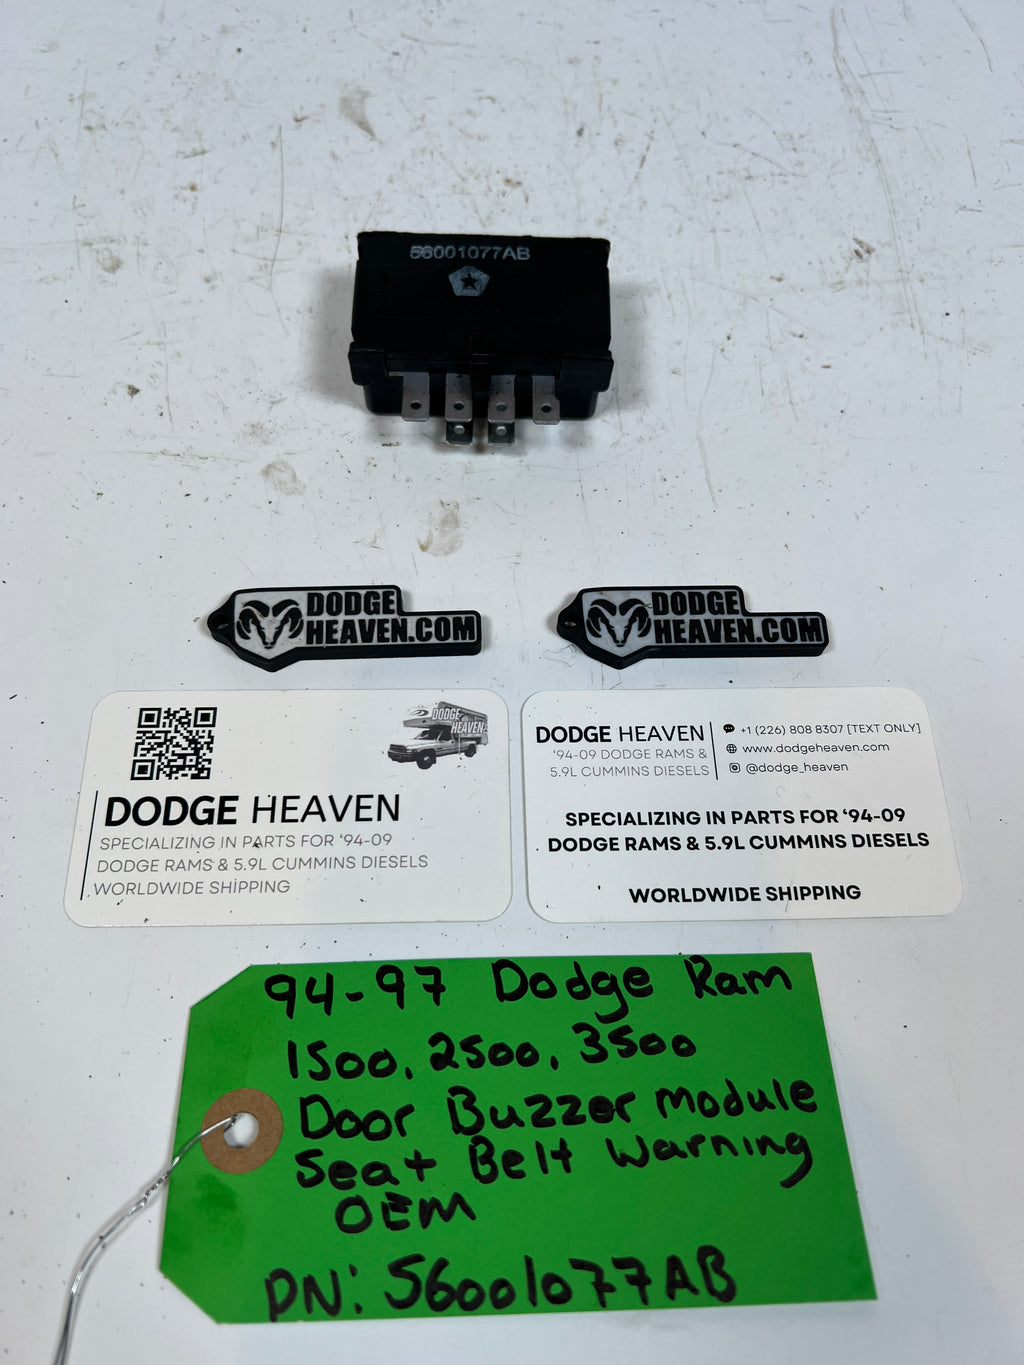 56001077AB
DODGE
HEAVEN.COM
DODGE
HEAVEN.COM
DODGE
HEAVEN
DODGE HEAVEN
SPECIALIZING IN PARTS FOR ‘94-09
DODGE RAMS & 5.9L CUMMINS DIESELS
WORLDWIDE SHIPPING
DODGE HEAVEN
‘94-09 DODGE RAMS &
5.9L CUMMINS DIESELS
+1 (226) 808 8307 [TEXT ONLY]
www.dodgeheaven.com
@dodge_heaven
SPECIALIZING IN PARTS FOR ‘94-09
DODGE RAMS & 5.9L CUMMINS DIESELS
WORLDWIDE SHIPPING
94-97 Dodge Ram
1500, 2500, 3500
Door Buzzer Module
Seat Belt Warning
OEM
PN: 56001077AB